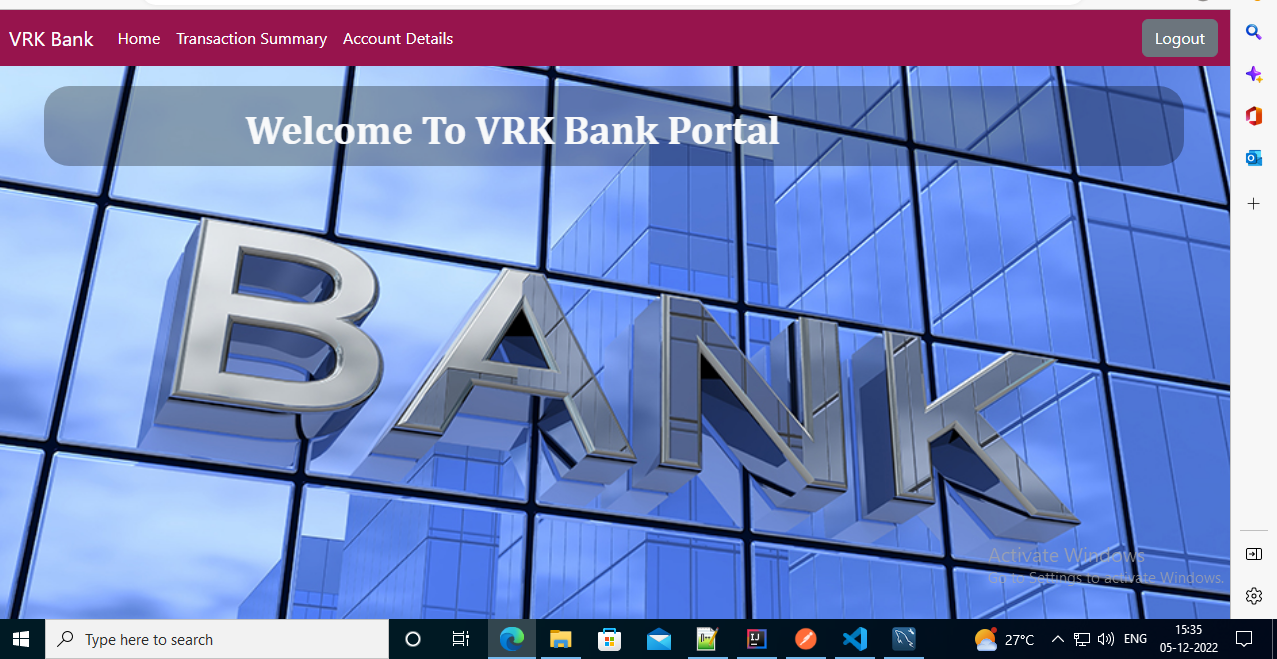 VRK Bank Home Transaction Summary Account Details Logout
Welcome To VRK Bank Portal
BANK
Activate Windows
Go to Settings to activate Windows.
Type here to search
27°C
ENG
15:35
05-12-2022